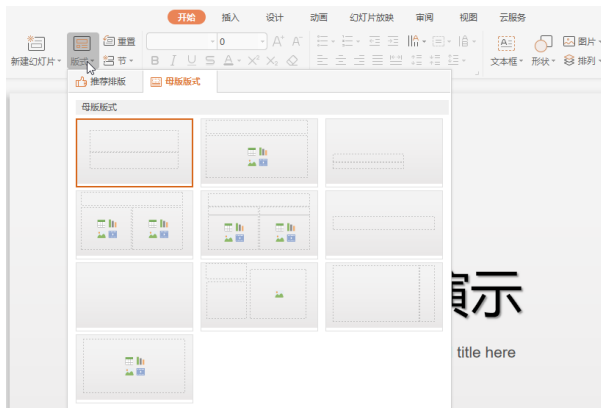 开始 插入 设计 动画 幻灯片放映 审阅 视图 云服务
新建幻灯片 版式 重置 节 0 B I U S A X² X₂ 文本框 形状 图片 排列
推荐排版 母版版式
母版版式
演示
title here